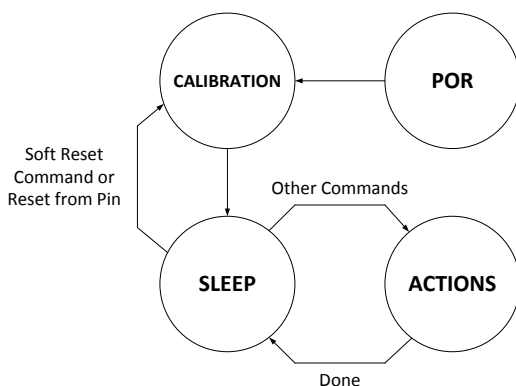 CALIBRATION
POR
Soft Reset
Command or
Reset from Pin
Other Commands
SLEEP
ACTIONS
Done